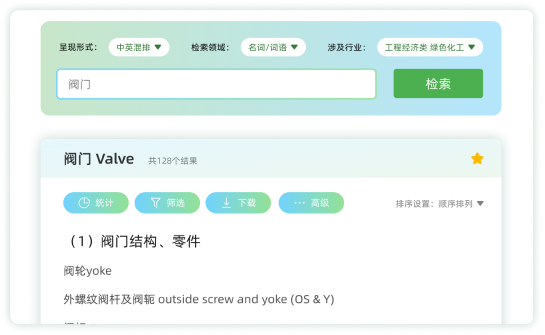 呈现形式： 中英混排 ▼ 检索领域： 名词/词语 ▼ 涉及行业： 工程经济类 绿色化工 ▼
阀门 检索
阀门 Valve 共128个结果
统计 筛选 下载 高级 排序设置：顺序排列 ▼
（1）阀门结构、零件
阀轮yoke
外螺纹阀杆及阀轭 outside screw and yoke (OS & Y)